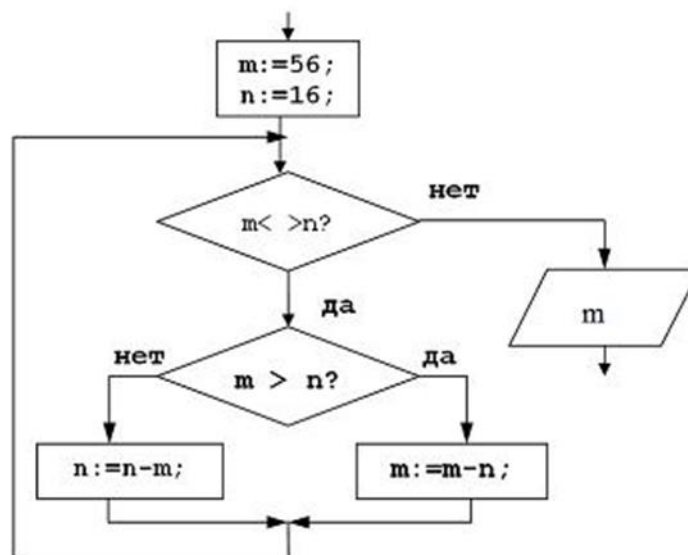 m:=56;
n:=16;
m< >n?
нет
да
m > n?
нет
да
n:=n-m;
m:=m-n;
m